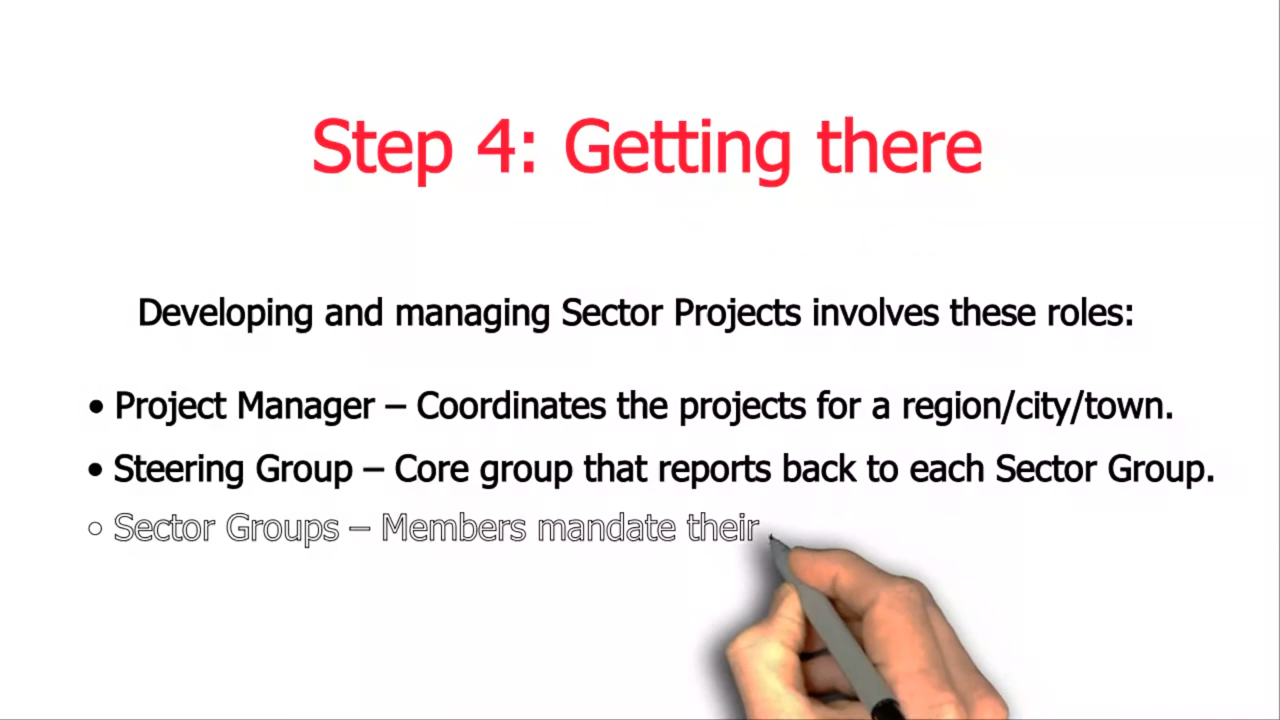 Step 4: Getting there
Developing and managing Sector Projects involves these roles:
• Project Manager – Coordinates the projects for a region/city/town.
• Steering Group – Core group that reports back to each Sector Group.
• Sector Groups – Members mandate their